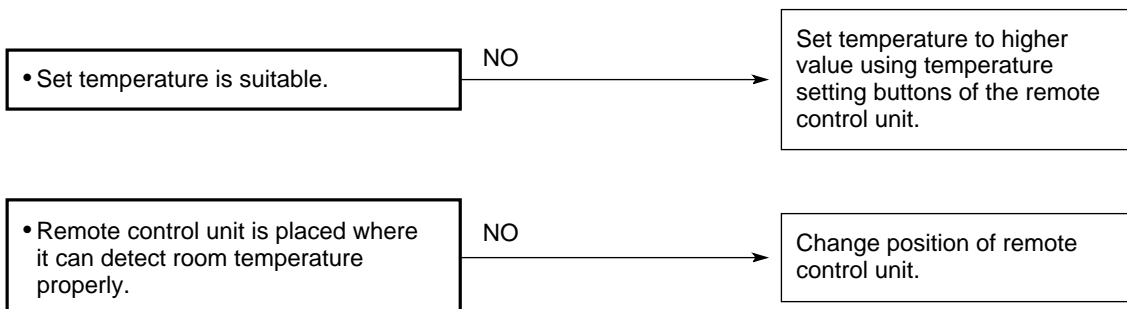 • Set temperature is suitable.
NO
Set temperature to higher
value using temperature
setting buttons of the remote
control unit.
• Remote control unit is placed where
it can detect room temperature
properly.
NO
Change position of remote
control unit.